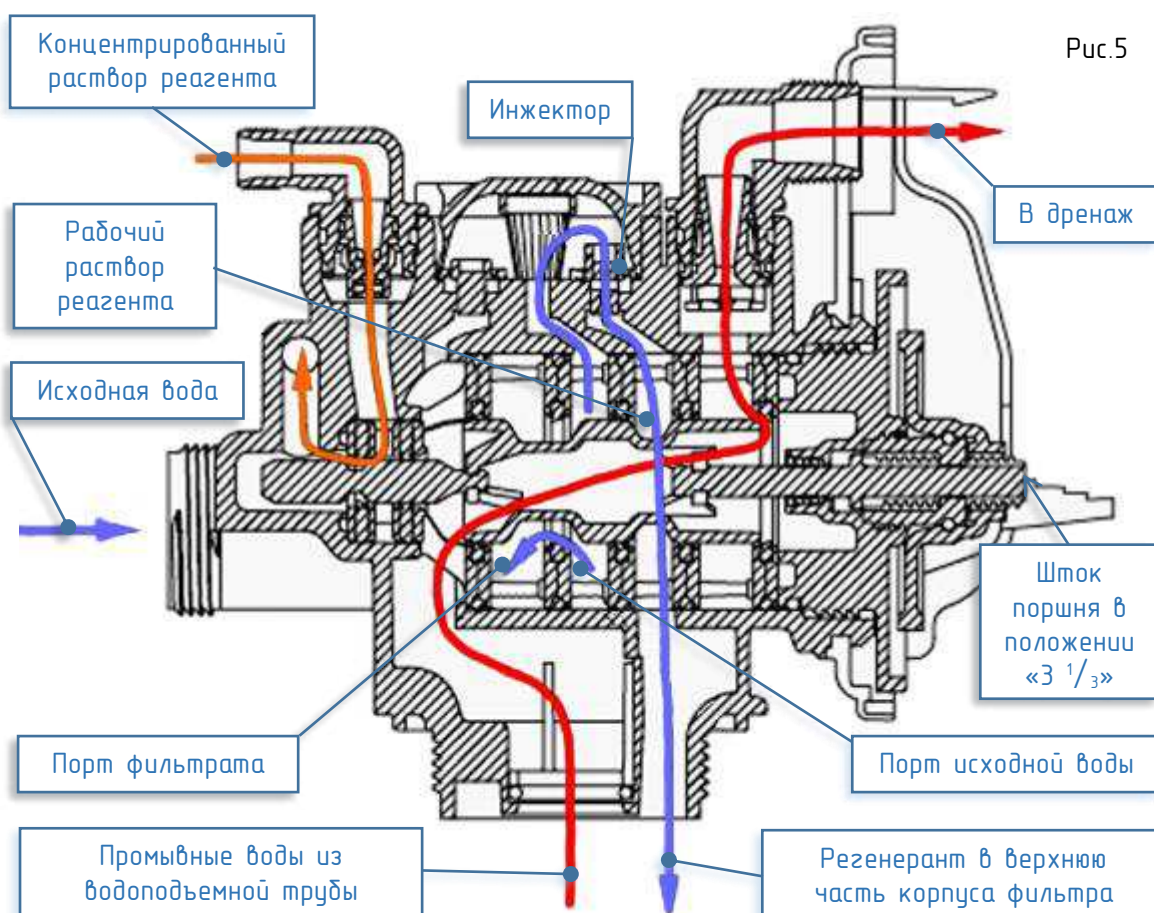 Рис.5
Концентрированный
раствор реагента
Инжектор
В дренаж
Рабочий
раствор
реагента
Исходная вода
Шток
поршня в
положении
«3 1/3»
Порт фильтрата
Порт исходной воды
Промывные воды из
водоподъемной трубы
Регенерант в верхнюю
часть корпуса фильтра